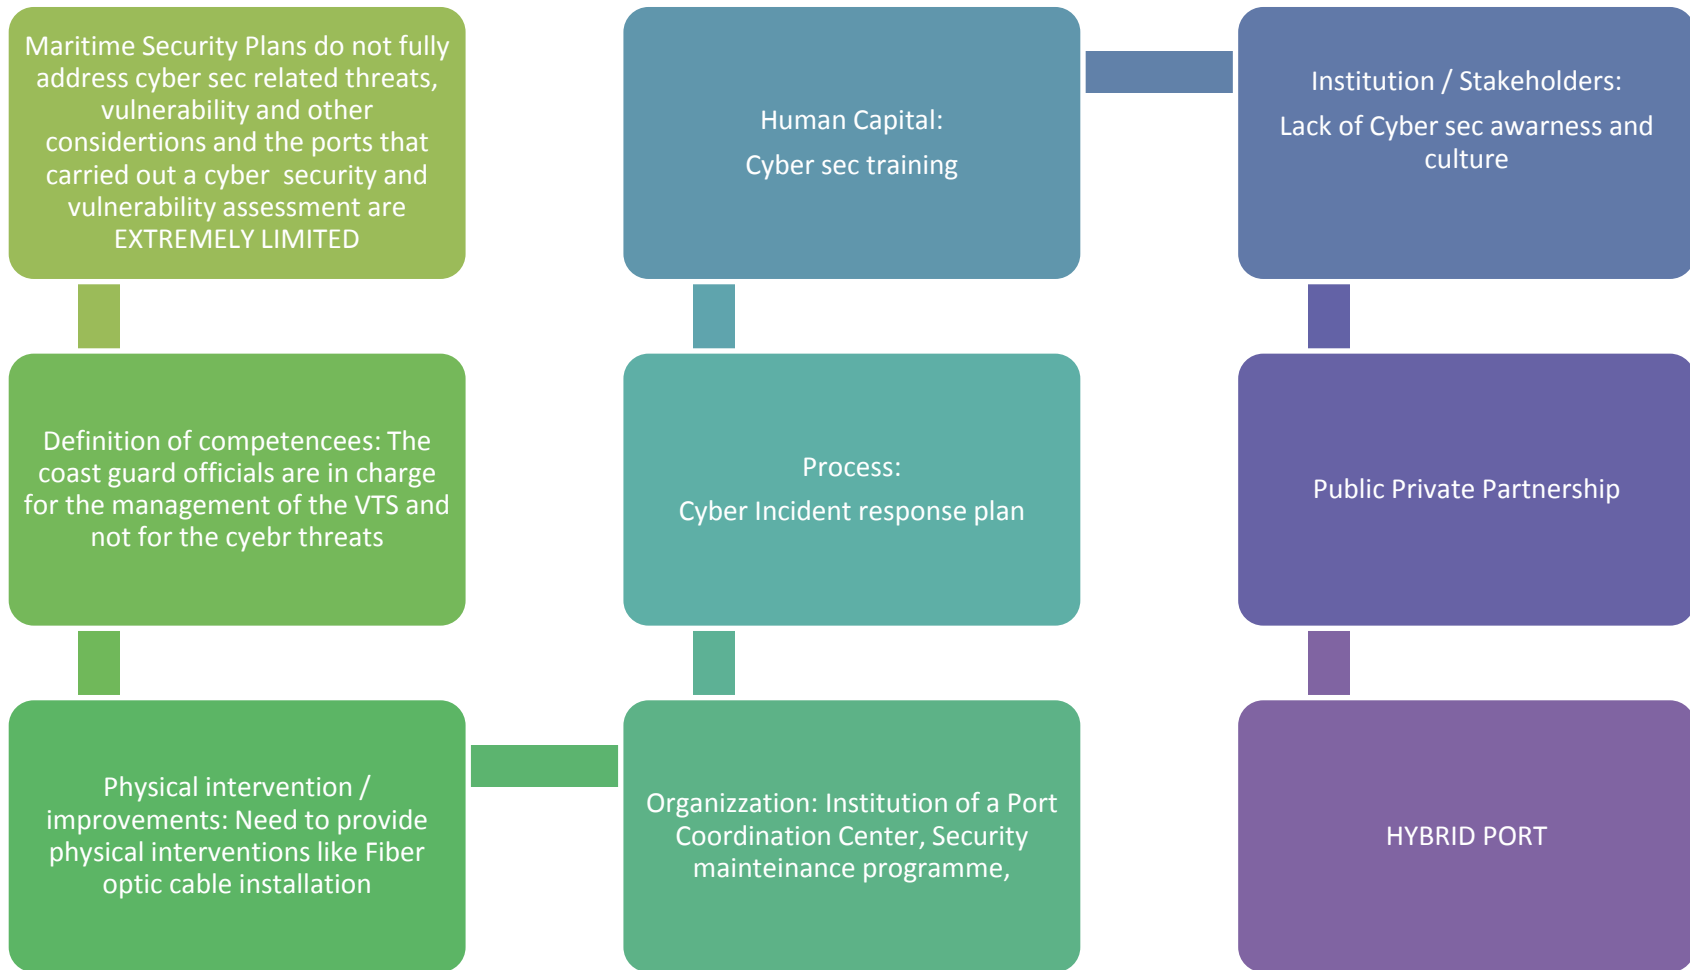 Maritime Security Plans do not fully
address cyber sec related threats,
vulnerability and other
considertions and the ports that
carried out a cyber  security and
vulnerability assessment are
EXTREMELY LIMITED
Definition of competencees: The
coast guard officials are in charge
for the management of the VTS and
not for the cyebr threats
Physical intervention /
improvements: Need to provide
physical interventions like Fiber
optic cable installation
Organizzation: Institution of a Port
Coordination Center, Security
mainteinance programme,
Process:
Cyber Incident response plan
Human Capital:
Cyber sec training
Institution / Stakeholders:
Lack of Cyber sec awarness and
culture
Public Private Partnership
HYBRID PORT